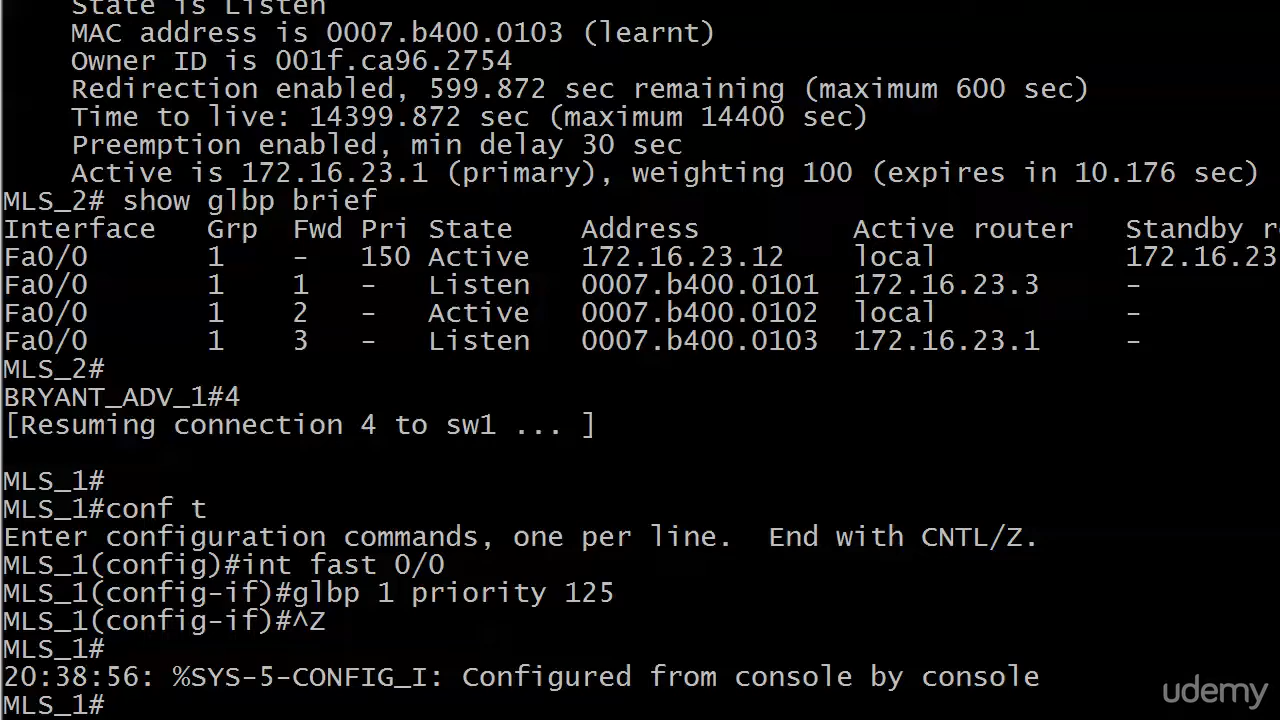 State is Listen
MAC address is 0007.b400.0103 (learnt)
Owner ID is 001f.ca96.2754
Redirection enabled, 599.872 sec remaining (maximum 600 sec)
Time to live: 14399.872 sec (maximum 14400 sec)
Preemption enabled, min delay 30 sec
Active is 172.16.23.1 (primary), weighting 100 (expires in 10.176 sec)
MLS_2# show glbp brief
Interface Grp Fwd Pri State Address Active router Standby r
Fa0/0 1 - 150 Active 172.16.23.12 local 172.16.23
Fa0/0 1 1 - Listen 0007.b400.0101 172.16.23.3 -
Fa0/0 1 2 - Active 0007.b400.0102 local -
Fa0/0 1 3 - Listen 0007.b400.0103 172.16.23.1 -
MLS_2#
BRYANT_ADV_1#4
[Resuming connection 4 to sw1 ... ]
MLS_1#
MLS_1#conf t
Enter configuration commands, one per line. End with CNTL/Z.
MLS_1(config)#int fast 0/0
MLS_1(config-if)#glbp 1 priority 125
MLS_1(config-if)#^Z
MLS_1#
20:38:56: %SYS-5-CONFIG_I: Configured from console by console
MLS_1#
udemy